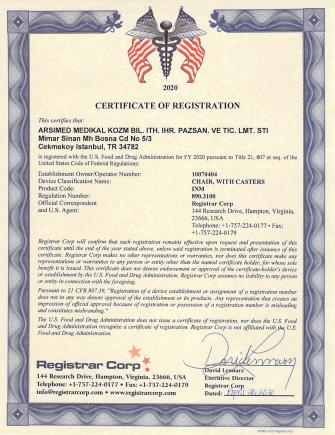 2020
CERTIFICATE OF REGISTRATION
This certifies that:
ARSIMED MEDIKAL KOZM BIL. ITH. IHR. PAZSAN. VE TIC. LMT. STI
Mimar Sinan Mh Bosna Cd No 5/3
Cekmekoy Istanbul, TR 34782
is registered with the U.S. Food and Drug Administration for FY 2020 pursuant to Title 21, 807 et seq. of the
United States Code of Federal Regulations:
Establishment Owner/Operator Number: 10070404
Device Classification Name: CHAIR, WITH CASTERS
Product Code: INM
Regulation Number: 890.3100
Official Correspondent Registrar Corp
and U.S. Agent: 144 Research Drive, Hampton, Virginia,
23666, USA
Telephone: +1-757-224-0177 • Fax:
+1-757-224-0179
Registrar Corp will confirm that such registration remains effective upon request and presentation of this
certificate until the end of the year stated above, unless said registration is terminated after issuance of this
certificate. Registrar Corp makes no other representations or warranties, nor does this certificate make any
representations or warranties to any person or entity other than the named certificate holder, for whose sole
benefit it is issued. This certificate does not denote endorsement or approval of the certificate-holder's device
or establishment by the U.S. Food and Drug Administration. Registrar Corp assumes no liability to any person
or entity in connection with the foregoing.
Pursuant to 21 CFR 807.39, "Registration of a device establishment or assignment of a registration number
does not in any way denote approval of the establishment or its products. Any representation that creates an
impression of official approval because of registration or possession of a registration number is misleading
and constitutes misbranding."
The U.S. Food and Drug Administration does not issue a certificate of registration, nor does the U.S. Food
and Drug Administration recognize a certificate of registration. Registrar Corp is not affiliated with the U.S.
Food and Drug Administration.
Registrar Corp
144 Research Drive, Hampton, Virginia, 23666, USA
Telephone: +1-757-224-0177 • Fax: +1-757-224-0179
info@registrarcorp.com • www.registrarcorp.com
David Lennarz
Executive Director
Registrar Corp
Dated: